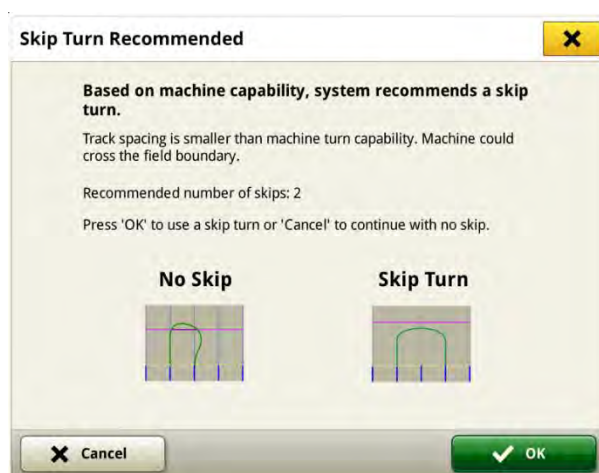 Skip Turn Recommended
Based on machine capability, system recommends a skip
turn.
Track spacing is smaller than machine turn capability. Machine could
cross the field boundary.
Recommended number of skips: 2
Press 'OK' to use a skip turn or 'Cancel' to continue with no skip.
No Skip
Skip Turn
Cancel
OK